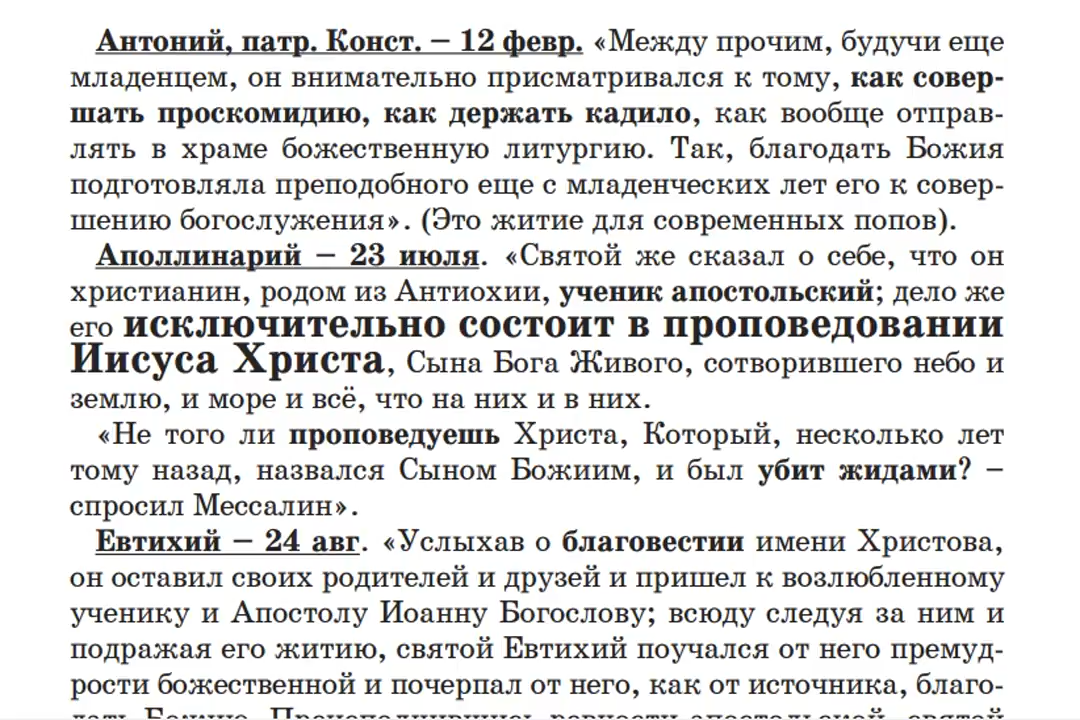 Антоний, патр. Конст. – 12 февр. «Между прочим, будучи еще
младенцем, он внимательно присматривался к тому, как совер-
шать проскомидию, как держать кадило, как вообще отправ-
лять в храме божественную литургию. Так, благодать Божия
подготовляла преподобного еще с младенческих лет его к совер-
шению богослужения». (Это житие для современных попов).
Аполлинарий – 23 июля. «Святой же сказал о себе, что он
христианин, родом из Антиохии, ученик апостольский; дело же
его исключительно состоит в проповедовании
Иисуса Христа, Сына Бога Живого, сотворившего небо и
землю, и море и всё, что на них и в них.
«Не того ли проповедуешь Христа, Который, несколько лет
тому назад, назвался Сыном Божиим, и был убит жидами? –
спросил Мессалин».
Евтихий – 24 авг. «Услыхав о благовестии имени Христова,
он оставил своих родителей и друзей и пришел к возлюбленному
ученику и Апостолу Иоанну Богослову; всюду следуя за ним и
подражая его житию, святой Евтихий поучался от него премуд-
рости божественной и почерпал от него, как от источника, благо-
дать Божию. Преисполнившись ревности апостольской, святой